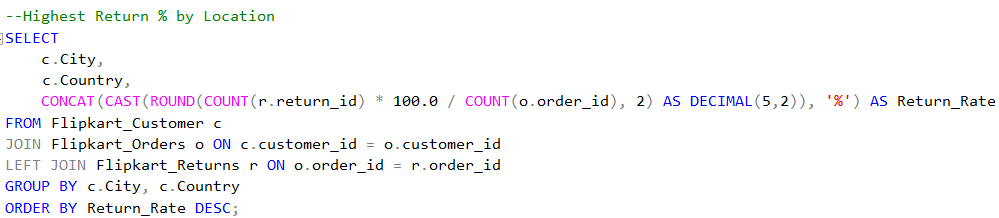 --Highest Return % by Location
SELECT
    c.City,
    c.Country,
    CONCAT(CAST(ROUND(COUNT(r.return_id) * 100.0 / COUNT(o.order_id), 2) AS DECIMAL(5,2)), '%') AS Return_Rate
FROM Flipkart_Customer c
JOIN Flipkart_Orders o ON c.customer_id = o.customer_id
LEFT JOIN Flipkart_Returns r ON o.order_id = r.order_id
GROUP BY c.City, c.Country
ORDER BY Return_Rate DESC;